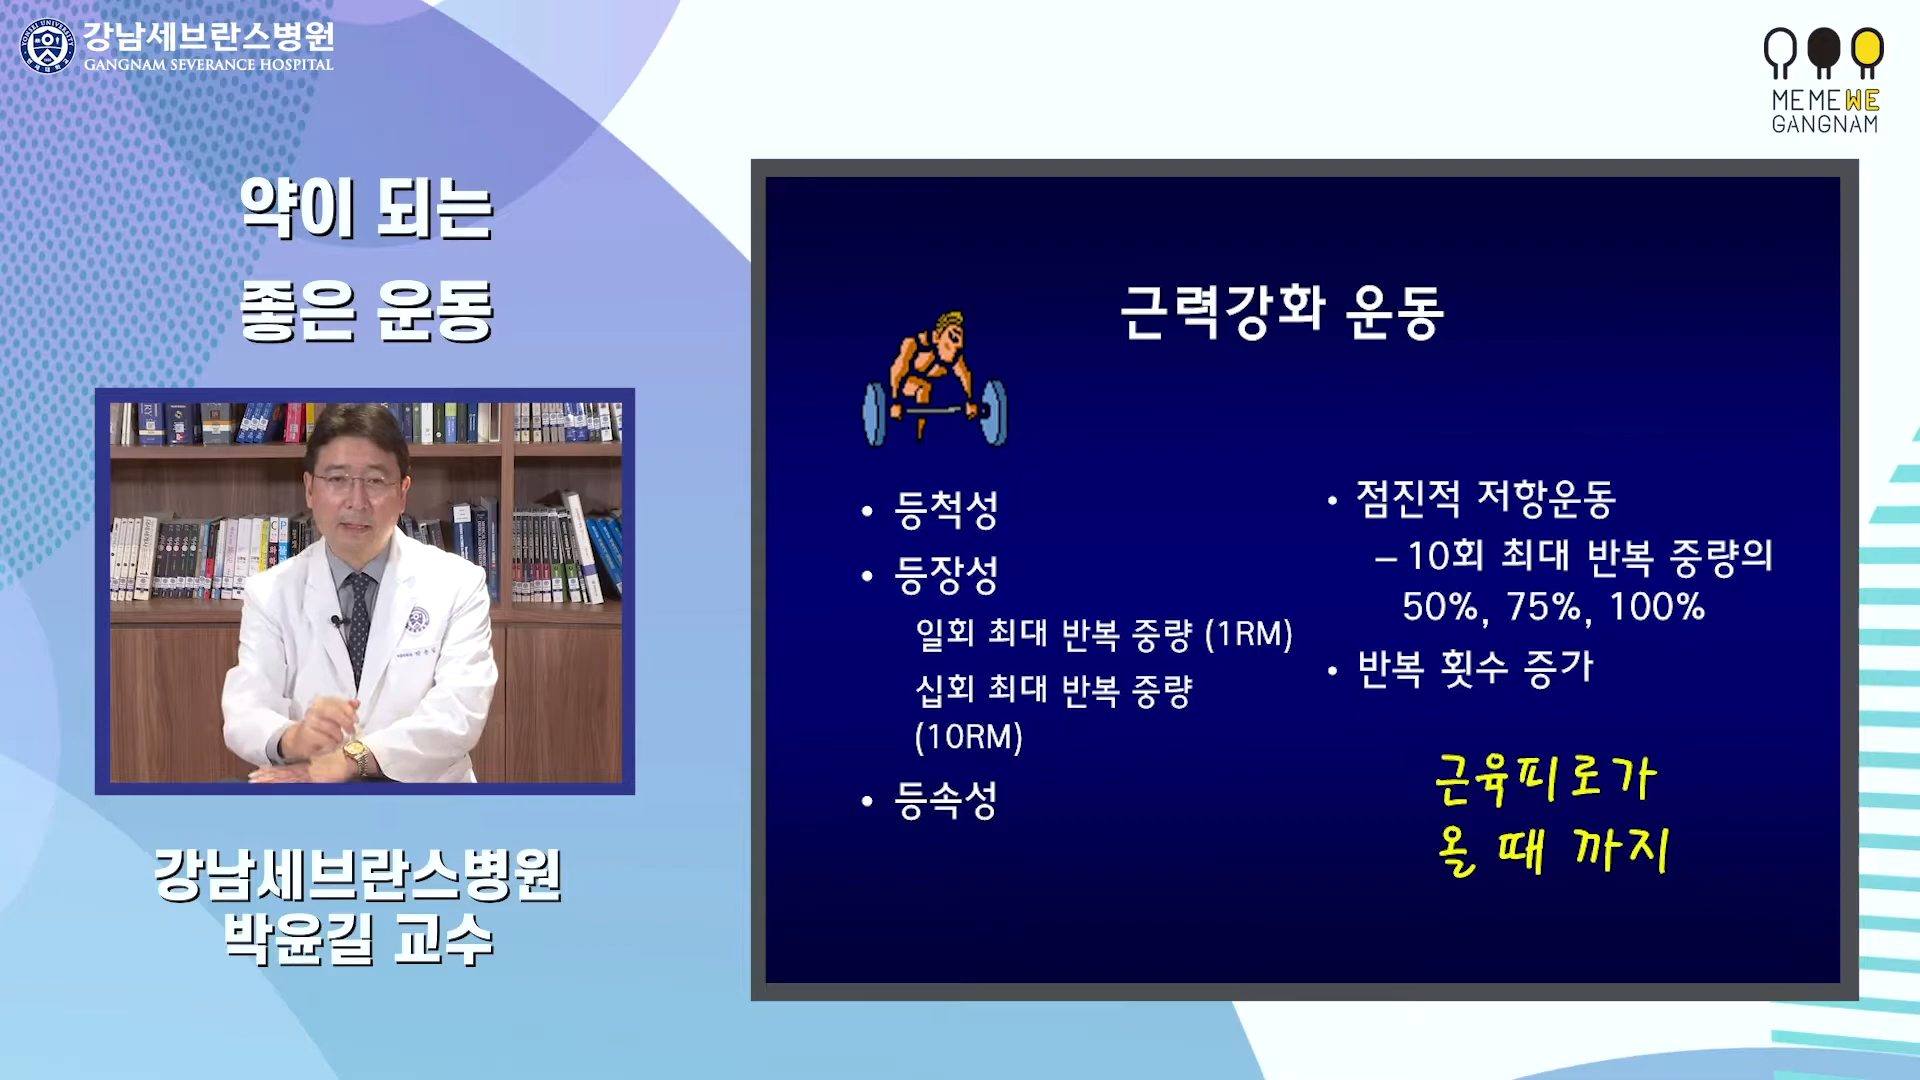 강남세브란스병원
GANGNAM SEVERANCE HOSPITAL
MEMEWE
GANGNAM
약이 되는
좋은 운동
강남세브란스병원
박윤길 교수
근력강화 운동
• 등척성
• 등장성
일회 최대 반복 중량 (1RM)
십회 최대 반복 중량
(10RM)
• 등속성
• 점진적 저항운동
– 10회 최대 반복 중량의
50%, 75%, 100%
• 반복 횟수 증가
근육피로가
올 때 까지